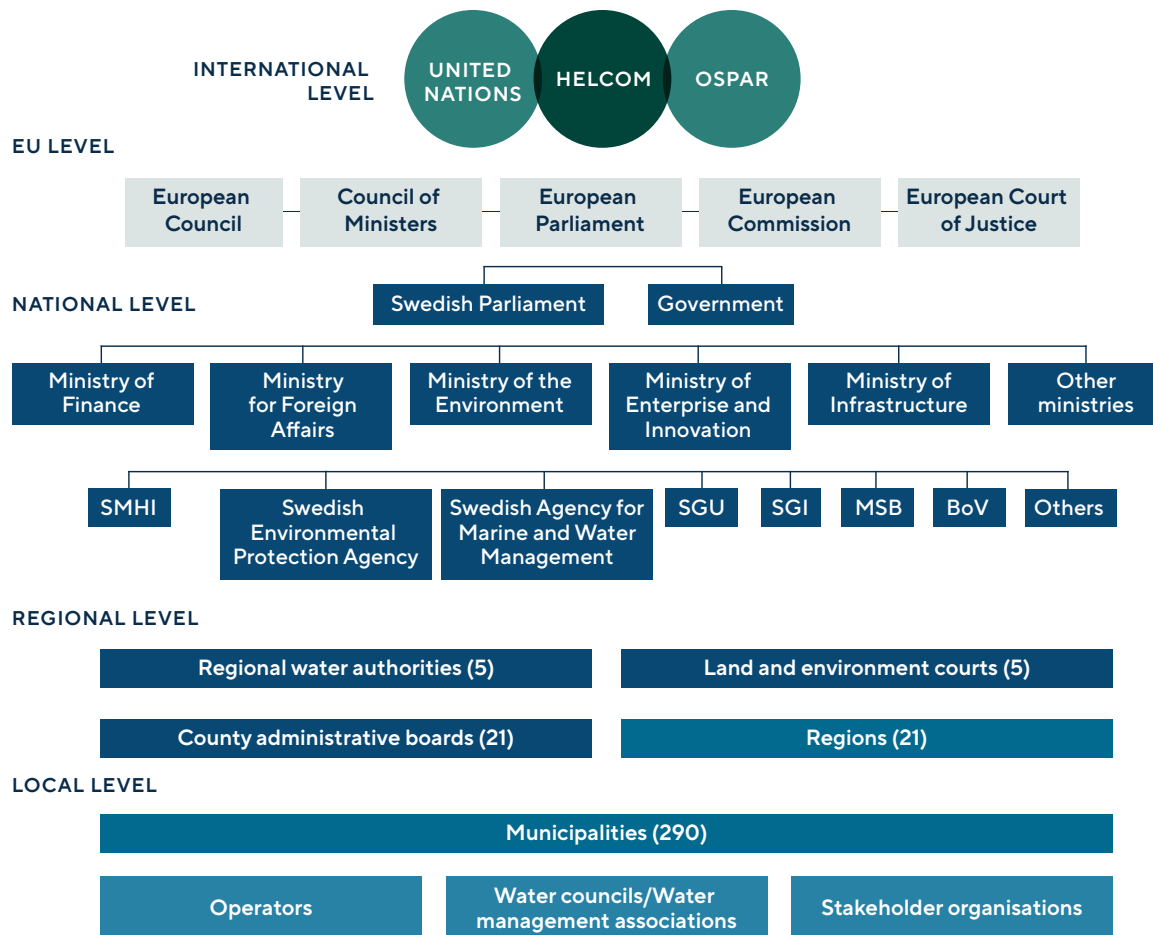 INTERNATIONAL
LEVEL
UNITED
NATIONS
HELCOM
OSPAR
EU LEVEL
European
Council
Council of
Ministers
European
Parliament
European
Commission
European Court
of Justice
NATIONAL LEVEL
Swedish Parliament
Government
Ministry of
Finance
Ministry
for Foreign
Affairs
Ministry of the
Environment
Ministry of
Enterprise and
Innovation
Ministry of
Infrastructure
Other
ministries
SMHI
Swedish
Environmental
Protection Agency
Swedish Agency for
Marine and Water
Management
SGU
SGI
MSB
BoV
Others
REGIONAL LEVEL
Regional water authorities (5)
Land and environment courts (5)
County administrative boards (21)
Regions (21)
LOCAL LEVEL
Municipalities (290)
Operators
Water councils/Water
management associations
Stakeholder organisations